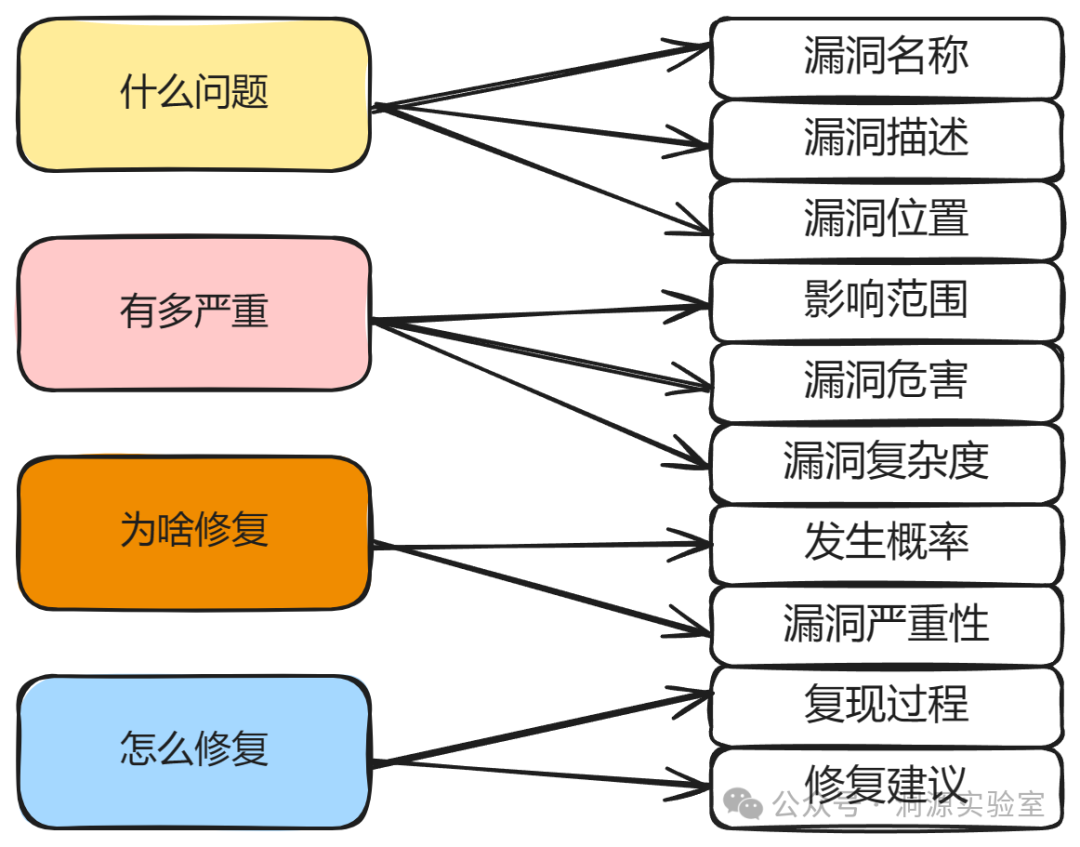 什么问题
有多严重
为啥修复
怎么修复
漏洞名称
漏洞描述
漏洞位置
影响范围
漏洞危害
漏洞复杂度
发生概率
漏洞严重性
复现过程
修复建议
公众号 · 洞源实验室